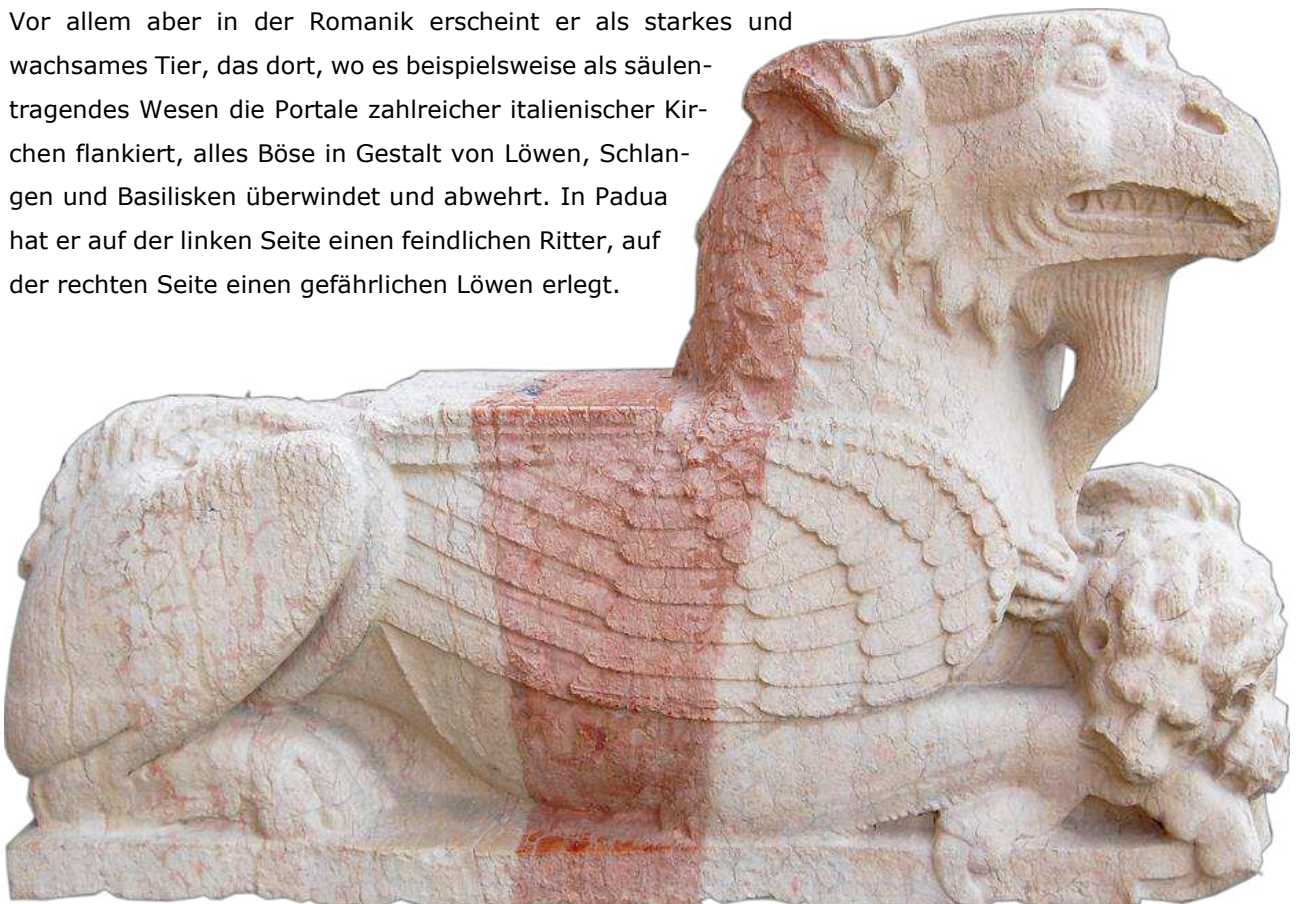 Vor allem aber in der Romanik erscheint er als starkes und
wachsames Tier, das dort, wo es beispielsweise als säulen-
tragendes Wesen die Portale zahlreicher italienischer Kir-
chen flankiert, alles Böse in Gestalt von Löwen, Schlan-
gen und Basilisken überwindet und abwehrt. In Padua
hat er auf der linken Seite einen feindlichen Ritter, auf
der rechten Seite einen gefährlichen Löwen erlegt.